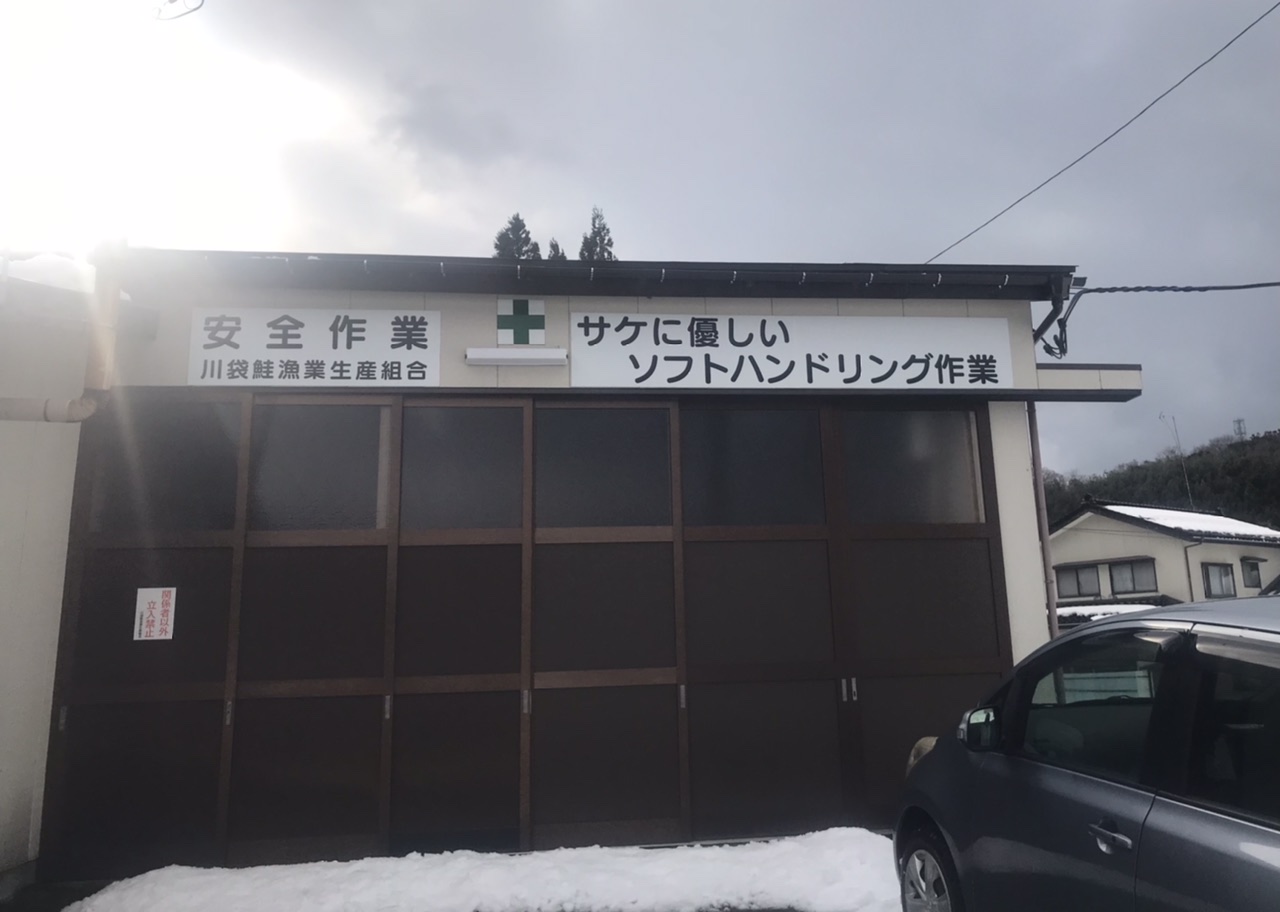 安全作業
川袋鮭漁業生産組合
サケに優しい
ソフトハンドリング作業
関係者以外
立入禁止